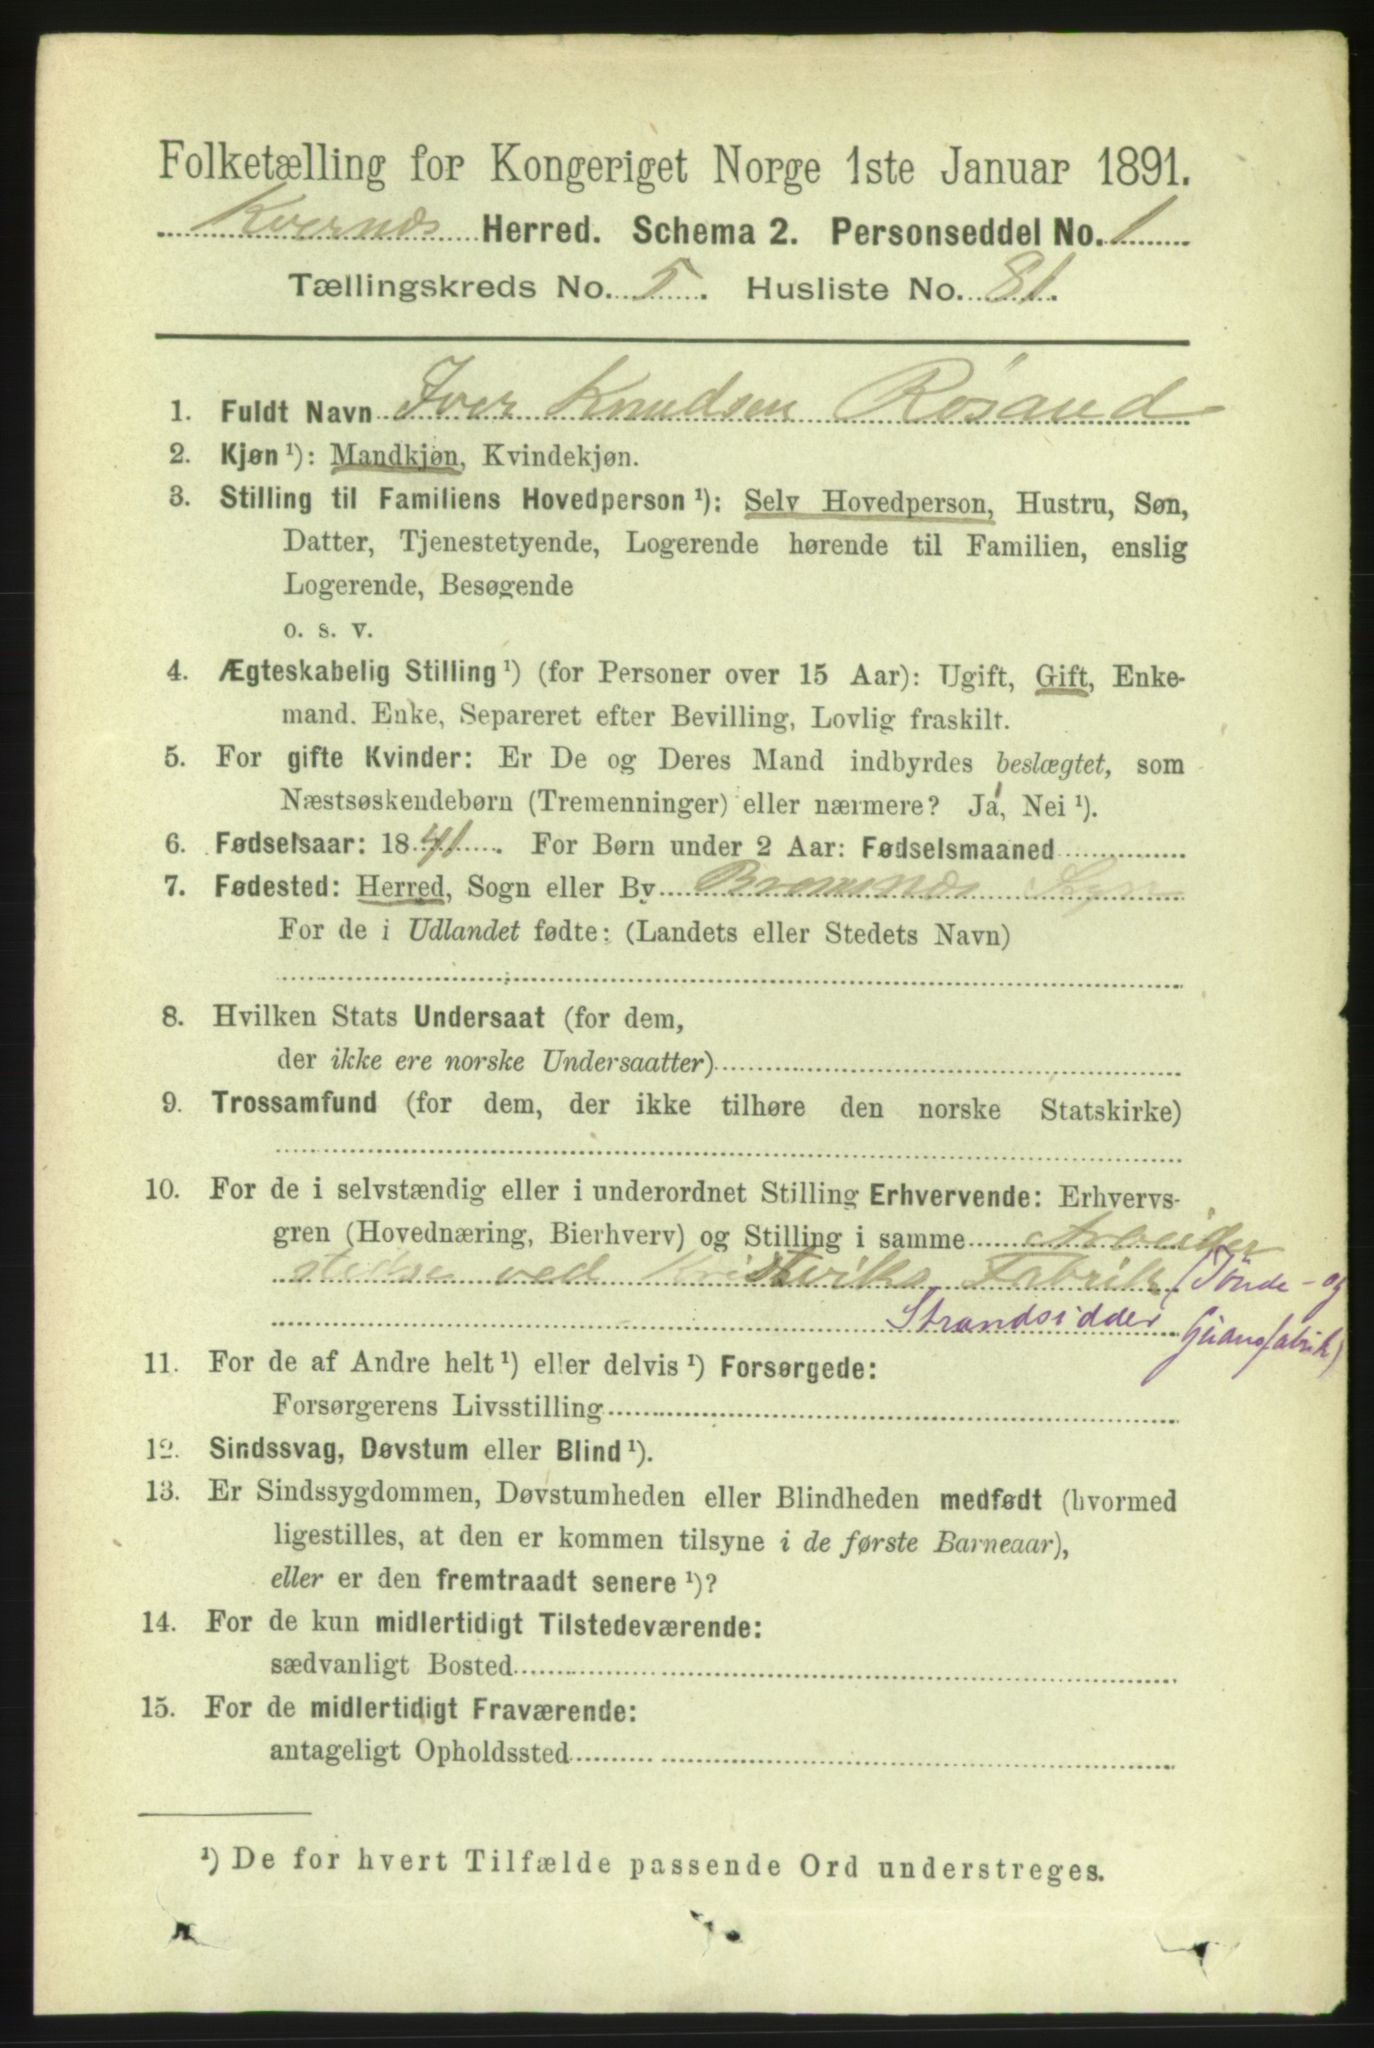 Folketælling for Kongeriget Norge 1ste Januar 1891.
Kvernæs Herred. Schema 2. Personseddel No. 1
Tællingskreds No. 5. Husliste No. 81.
1. Fuldt Navn Iver Knudsen Røsand
2. Kjøn ¹): Mandkjøn, Kvindekjøn.
3. Stilling til Familiens Hovedperson ¹): Selv Hovedperson, Hustru, Søn,
Datter, Tjenestetyende, Logerende hørende til Familien, enslig
Logerende, Besøgende
o. s. v.
4. Ægteskabelig Stilling ¹) (for Personer over 15 Aar): Ugift, Gift, Enke-
mand. Enke, Separeret efter Bevilling, Lovlig fraskilt.
5. For gifte Kvinder: Er De og Deres Mand indbyrdes beslægtet, som
Næstsøskendebørn (Tremenninger) eller nærmere? Ja, Nei ¹).
6. Fødselsaar: 1841. For Børn under 2 Aar: Fødselsmaaned
7. Fødested: Herred, Sogn eller By Bremsnæs
For de i Udlandet fødte: (Landets eller Stedets Navn)
8. Hvilken Stats Undersaat (for dem,
der ikke ere norske Undersaatter)
9. Trossamfund (for dem, der ikke tilhøre den norske Statskirke)
10. For de i selvstændig eller i underordnet Stilling Erhvervende: Erhvervs-
gren (Hovednæring, Bierhverv) og Stilling i samme Arbeider
ved Kristviks Fabrik (Tønde- og
Strandsidder Guanofabrik)
11. For de af Andre helt ¹) eller delvis ¹) Forsørgede:
Forsørgerens Livsstilling
12. Sindssvag, Døvstum eller Blind ¹).
13. Er Sindssygdommen, Døvstumheden eller Blindheden medfødt (hvormed
ligestilles, at den er kommen tilsyne i de første Barneaar),
eller er den fremtraadt senere ¹)?
14. For de kun midlertidigt Tilstedeværende:
sædvanligt Bosted
15. For de midlertidigt Fraværende:
antageligt Opholdssted
¹) De for hvert Tilfælde passende Ord understreges.